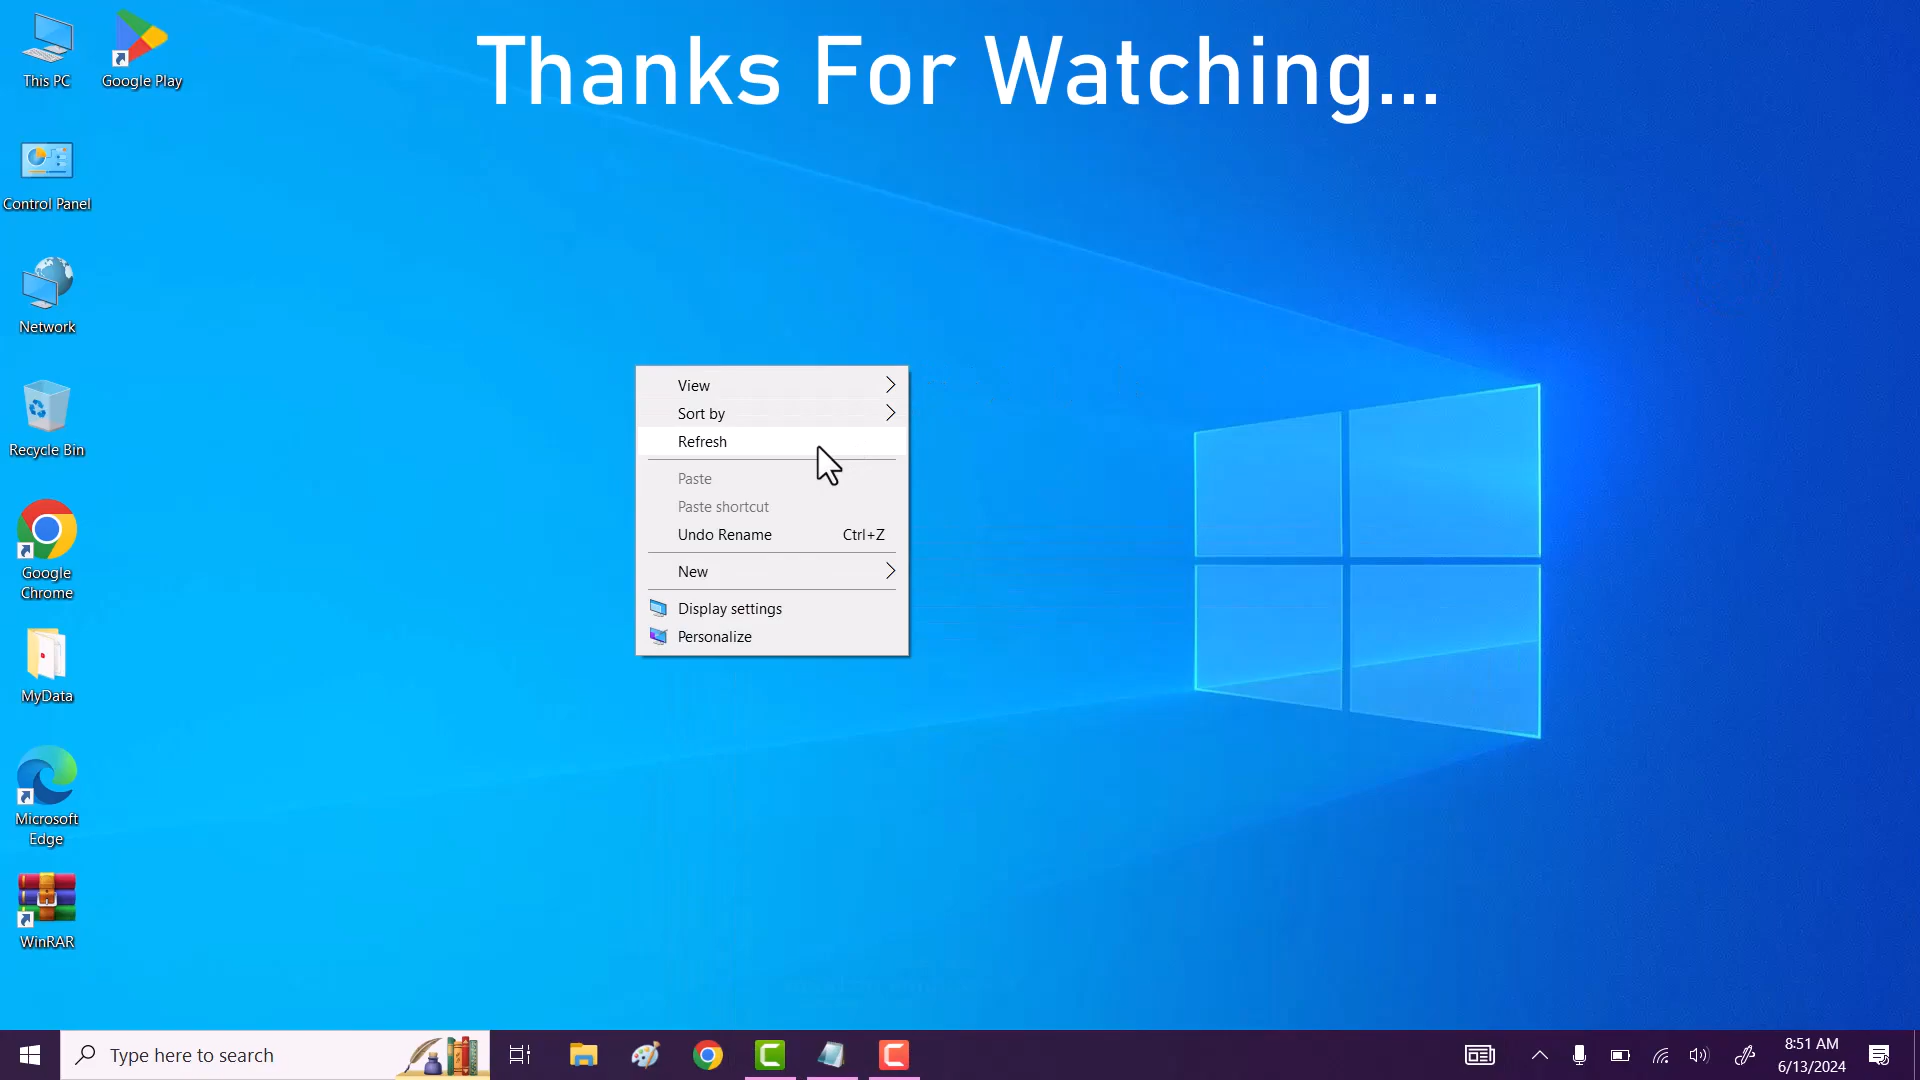 Thanks For Watching...
This PC
Google Play
Control Panel
Network
Recycle Bin
Google
Chrome
MyData
Microsoft
Edge
WinRAR
View
Sort by
Refresh
Paste
Paste shortcut
Undo Rename Ctrl+Z
New
Display settings
Personalize
Type here to search
8:51 AM
6/13/2024